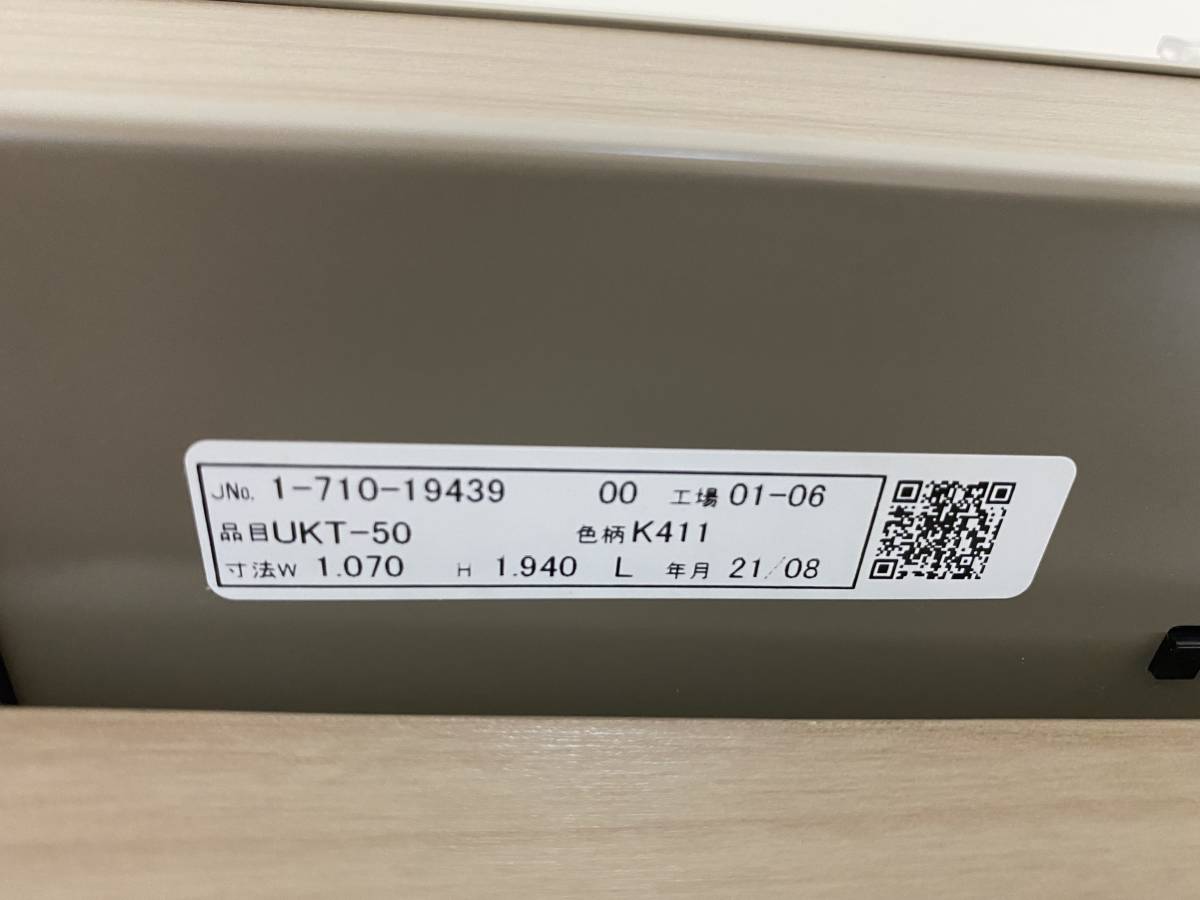 JNo. 1-710-19439 00 工場 01-06
品目 UKT-50 色柄 K411
寸法W 1.070 H 1.940 L 年月 21/08